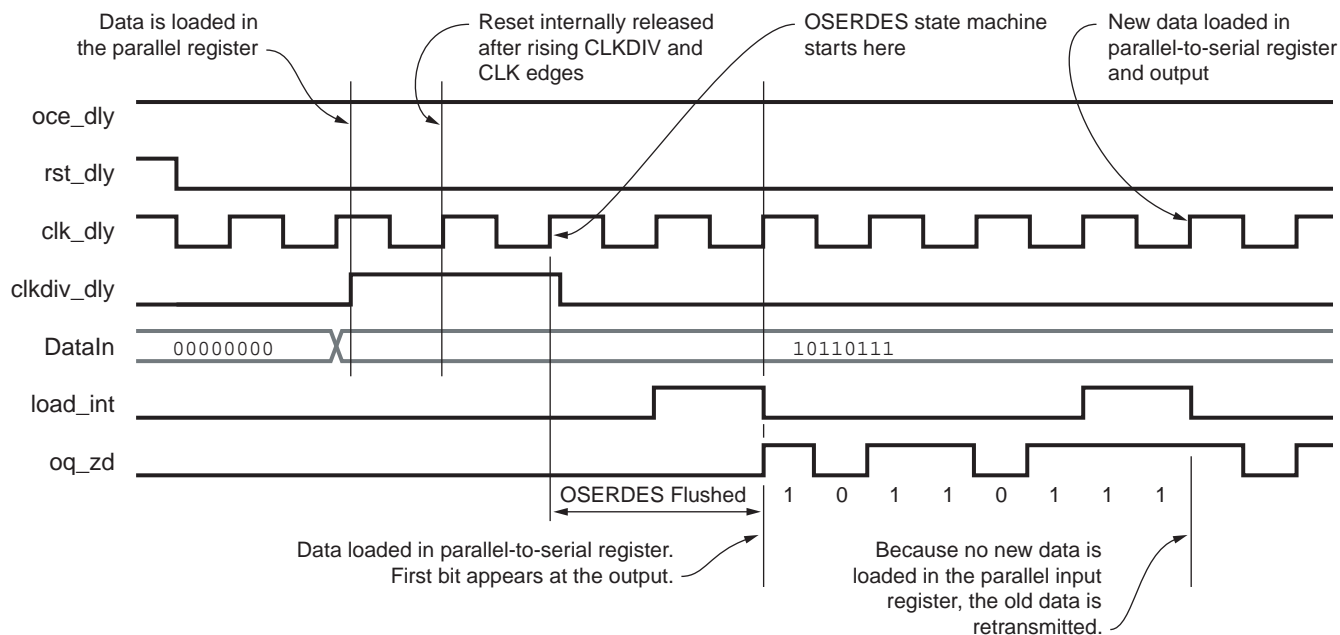 Data is loaded in
the parallel register
Reset internally released
after rising CLKDIV and
CLK edges
OSERDES state machine
starts here
New data loaded in
parallel-to-serial register
and output
oce_dly
rst_dly
clk_dly
clkdiv_dly
DataIn
00000000
10110111
load_int
oq_zd
OSERDES Flushed
1 0 1 1 0 1 1 1
Data loaded in parallel-to-serial register.
First bit appears at the output.
Because no new data is
loaded in the parallel input
register, the old data is
retransmitted.